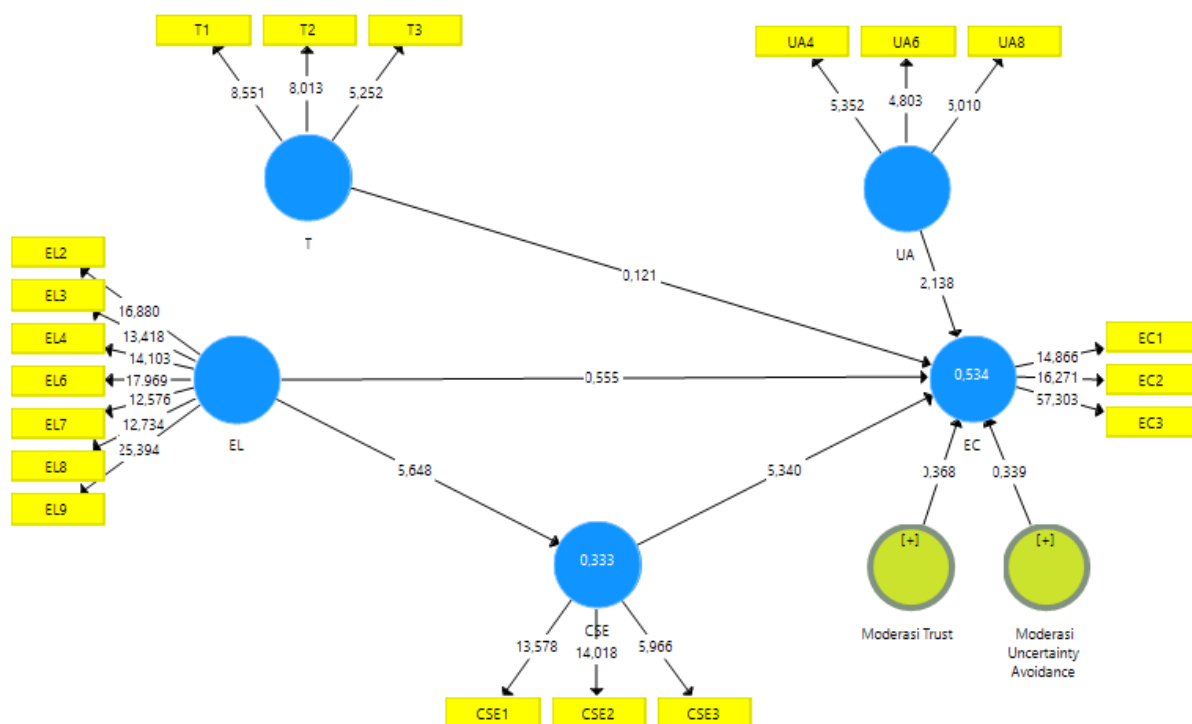 T1
T2
T3
8,551
8,013
5,252
T
UA4
UA6
UA8
5,352
4,803
5,010
UA
2,138
0,121
EL2
EL3
EL4
EL6
EL7
EL8
EL9
16,880
13,418
14,103
17,969
12,576
12,734
25,394
EL
0,555
5,648
5,340
0,534
EC
14,866
16,271
57,303
EC1
EC2
EC3
0,368
0,339
[+]
[+]
Moderasi Trust
Moderasi
Uncertainty
Avoidance
0,333
CSE
13,578
14,018
5,966
CSE1
CSE2
CSE3